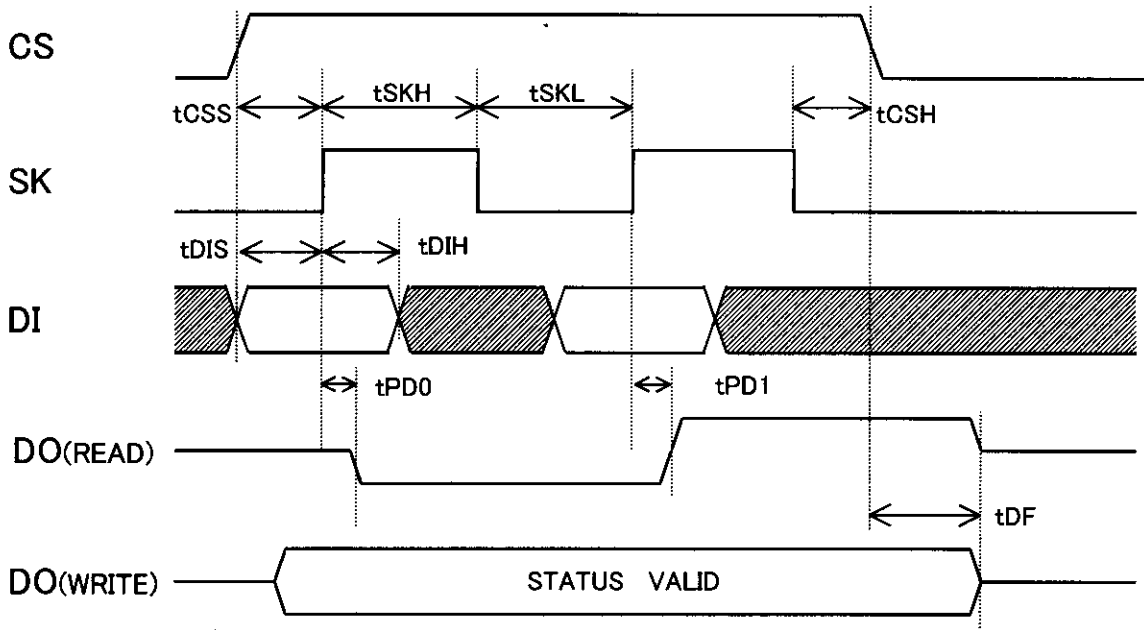 CS
tCSS
tSKH
tSKL
tCSH
SK
tDIS
tDIH
DI
tPD0
tPD1
DO(READ)
tDF
DO(WRITE)
STATUS VALID